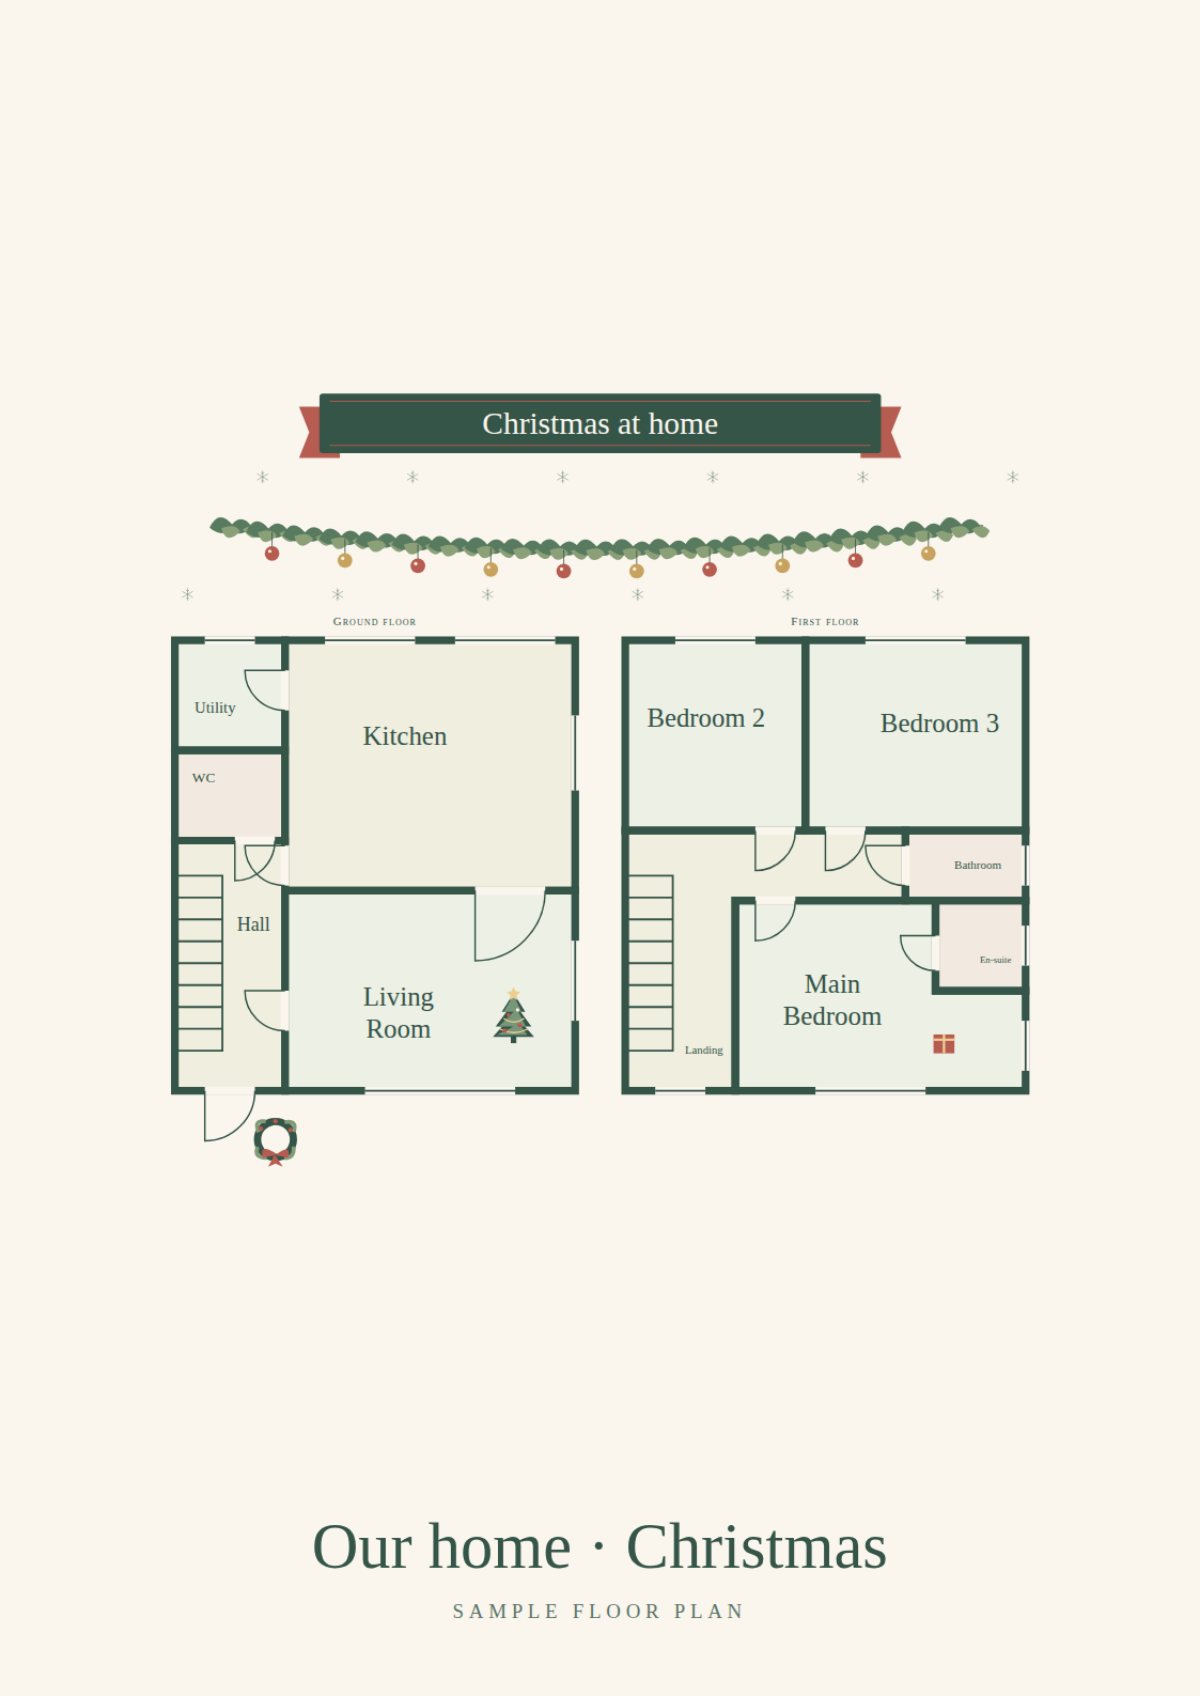 Christmas at home
Ground floor
First floor
Utility
Kitchen
WC
Hall
Living
Room
Bedroom 2
Bedroom 3
Bathroom
En-suite
Main
Bedroom
Landing
Our home · Christmas
SAMPLE FLOOR PLAN